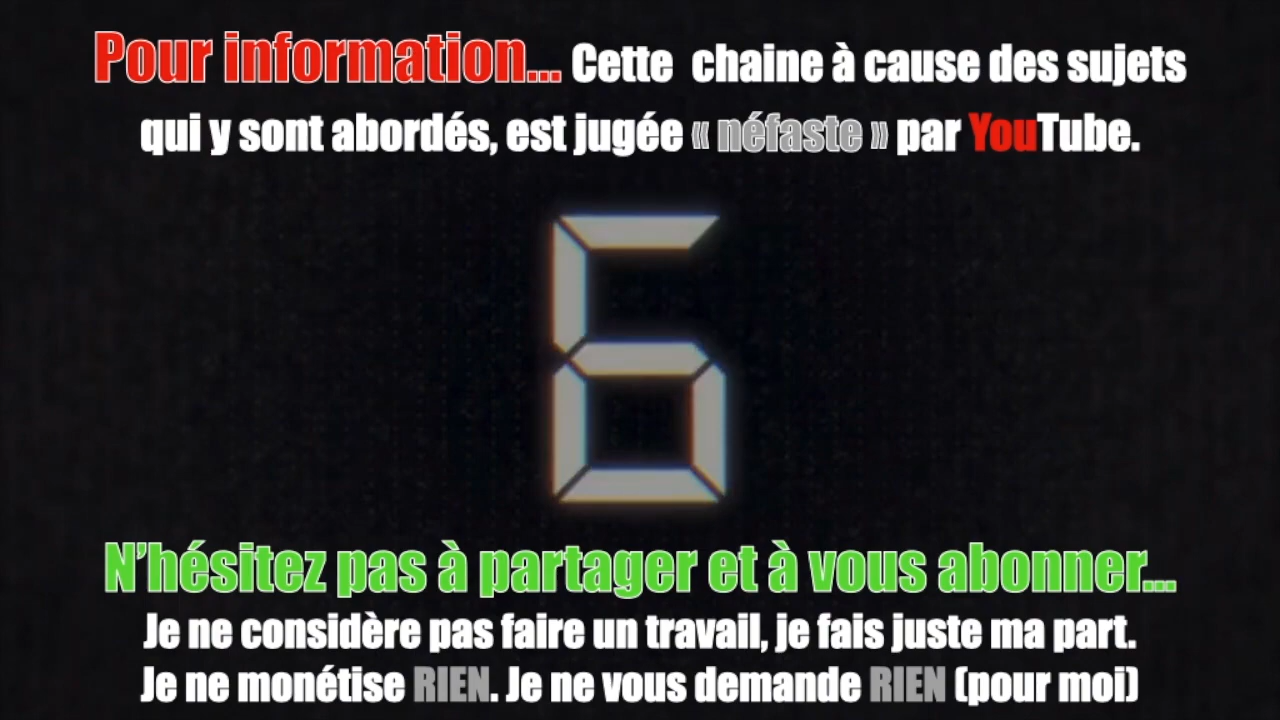 Pour information... Cette chaine à cause des sujets
qui y sont abordés, est jugée « néfaste » par YouTube.
6
N’hésitez pas à partager et à vous abonner...
Je ne considère pas faire un travail, je fais juste ma part.
Je ne monétise RIEN. Je ne vous demande RIEN (pour moi)